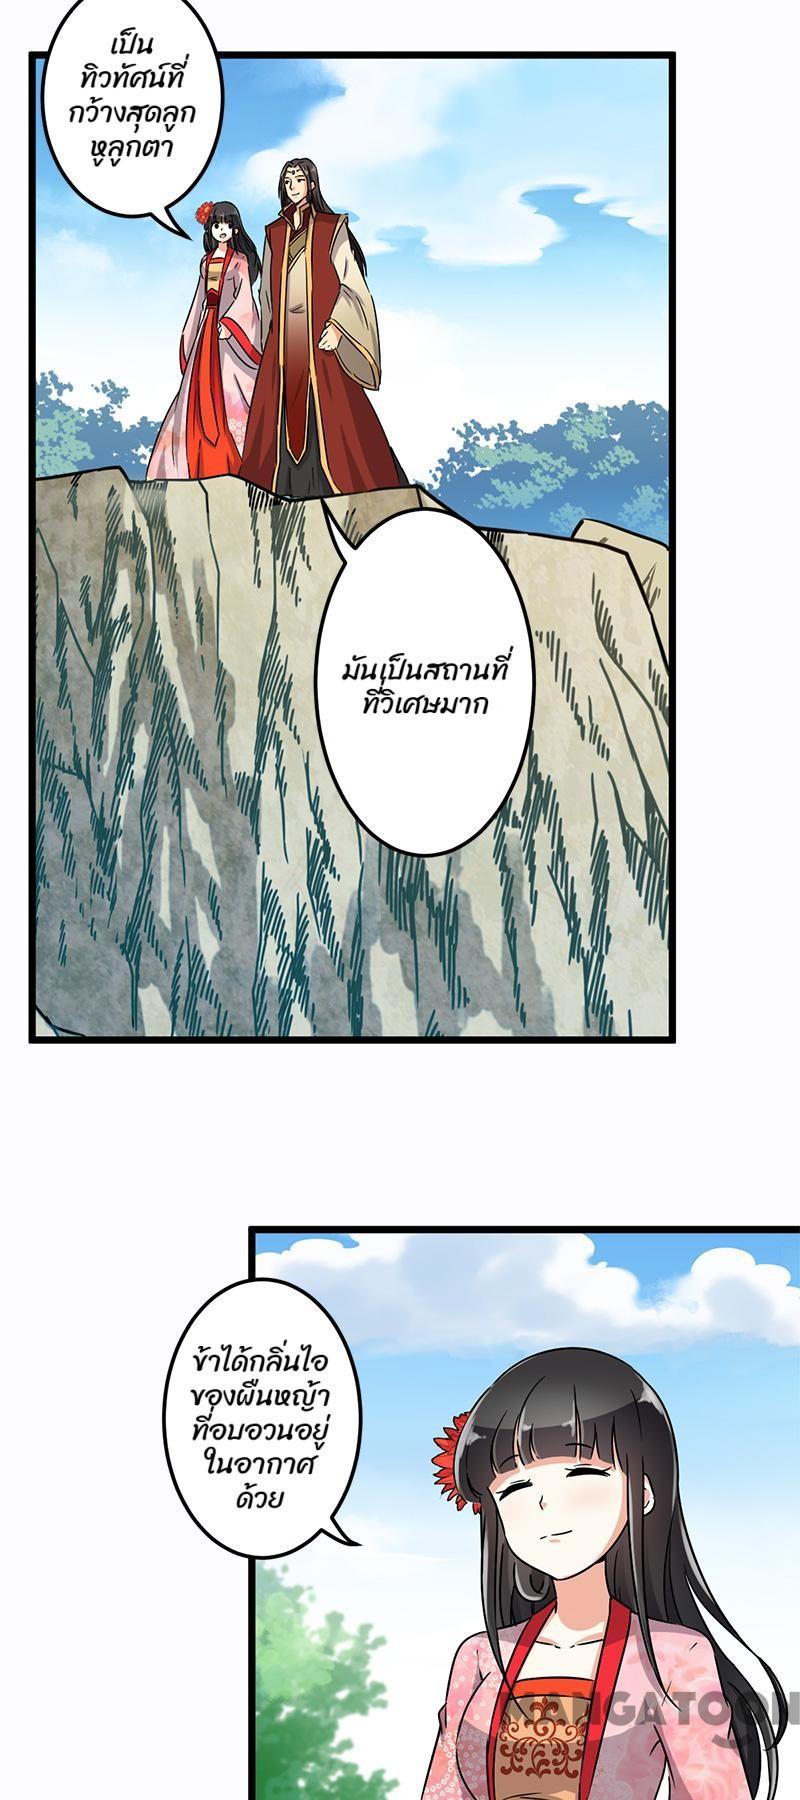 เป็น
ทิวทัศน์ที่
กว้างสุดลูก
หูลูกตา
มันเป็นสถานที่
ที่วิเศษมาก
ข้าได้กลิ่นไอ
ของผืนหญ้า
ที่อบอวนอยู่
ในอากาศ
ด้วย
MANGATOON